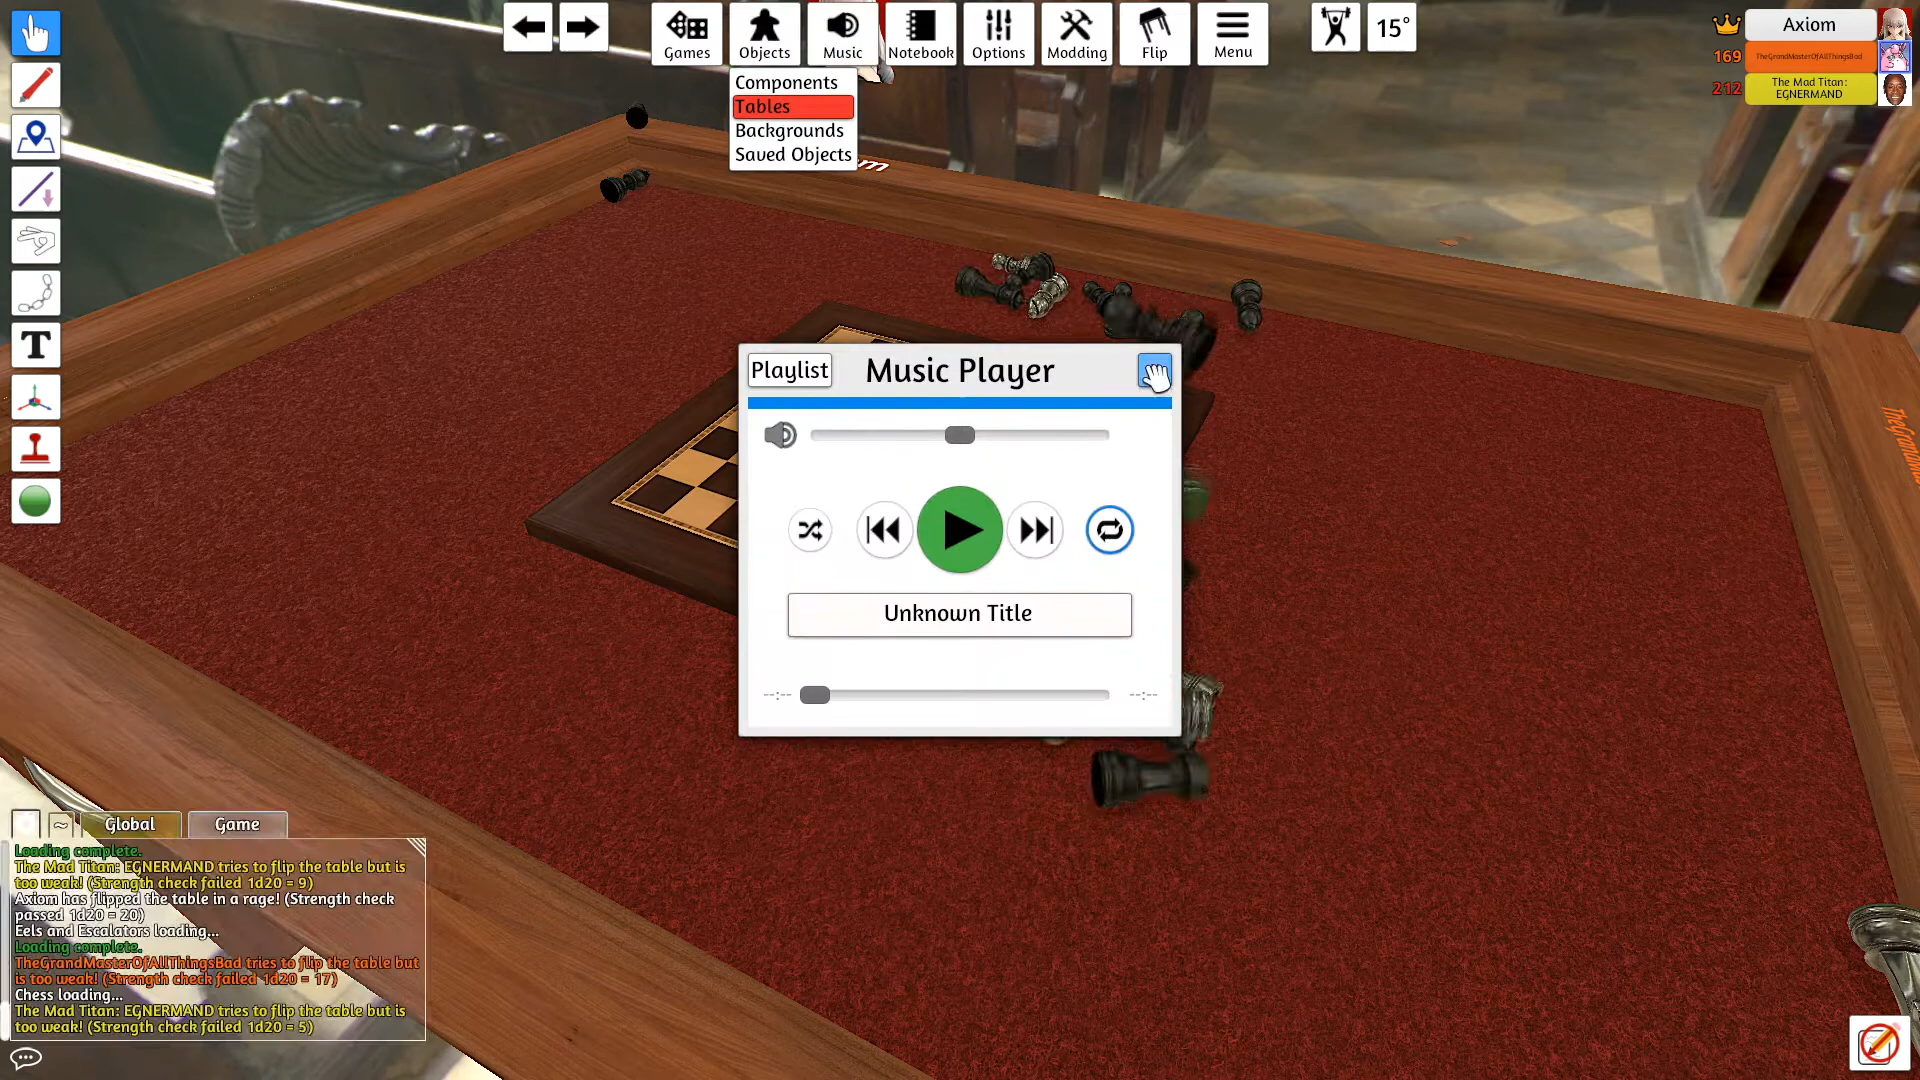 Games
Objects
Music
Notebook
Options
Modding
Flip
Menu
15°
Components
Tables
Backgrounds
Saved Objects
Axiom
169
TheGrandMasterOfAllThingsBad
212
The Mad Titan:
EGNERMAND
Playlist
Music Player
Unknown Title
--:--
--:--
T
~
Global
Game
Loading complete.
The Mad Titan: EGNERMAND tries to flip the table but is
too weak! (Strength check failed 1d20 = 9)
Axiom has flipped the table in a rage! (Strength check
passed 1d20 = 20)
Eels and Escalators loading...
Loading complete.
TheGrandMasterOfAllThingsBad tries to flip the table but
is too weak! (Strength check failed 1d20 = 17)
Chess loading...
The Mad Titan: EGNERMAND tries to flip the table but is
too weak! (Strength check failed 1d20 = 5)